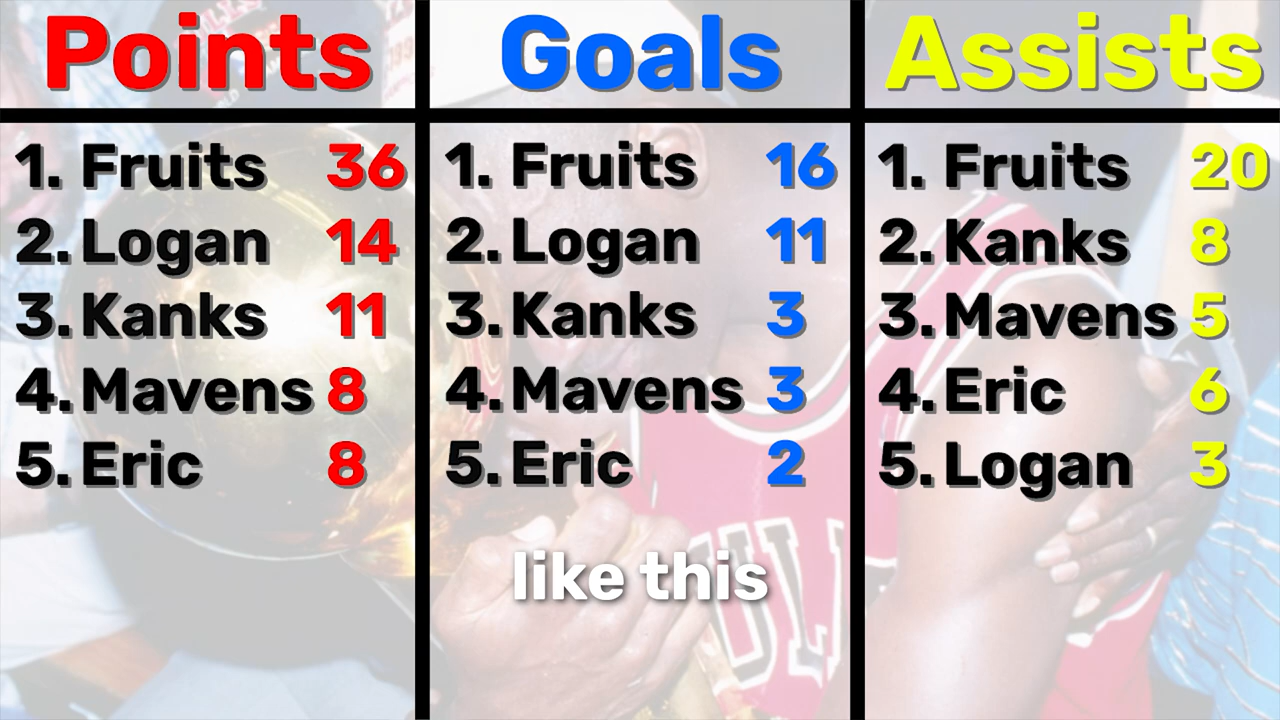 Points
1. Fruits 36
2. Logan 14
3. Kanks 11
4. Mavens 8
5. Eric 8
Goals
1. Fruits 16
2. Logan 11
3. Kanks 3
4. Mavens 3
5. Eric 2
Assists
1. Fruits 20
2. Kanks 8
3. Mavens 5
4. Eric 6
5. Logan 3
like this